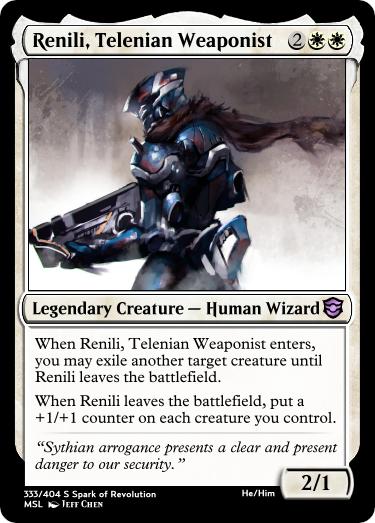 Renili, Telenian Weaponist 2
Legendary Creature — Human Wizard
When Renili, Telenian Weaponist enters,
you may exile another target creature until
Renili leaves the battlefield.
When Renili leaves the battlefield, put a
+1/+1 counter on each creature you control.
“Sythian arrogance presents a clear and present
danger to our security.”
2/1
333/404 S Spark of Revolution He/Him
MSL Jeff Chen